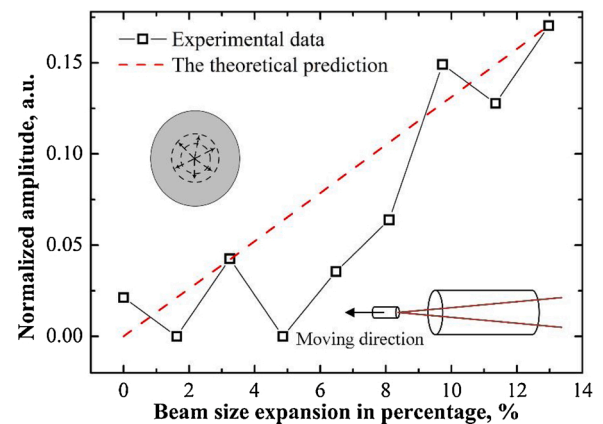 Experimental data
The theoretical prediction
Normalized amplitude, a.u.
0.15
0.10
0.05
0.00
Moving direction
0 2 4 6 8 10 12 14
Beam size expansion in percentage, %